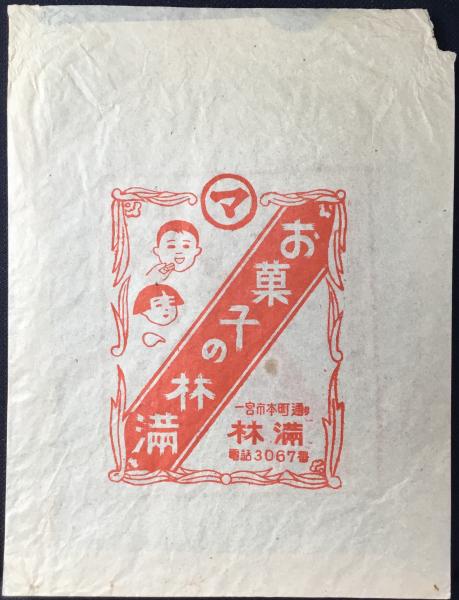 マ
お菓子の林満
一宮市本町通り
林満
電話3067番